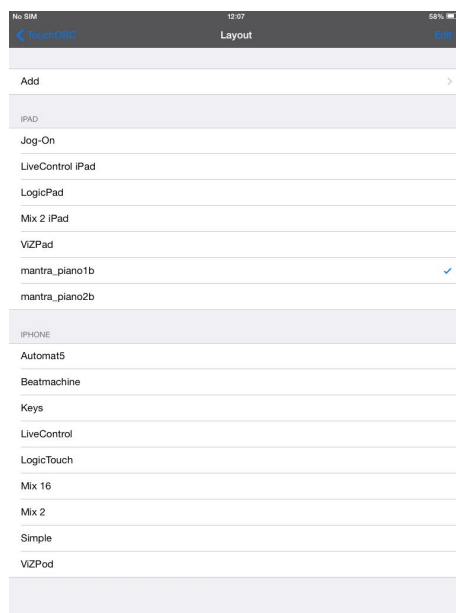 No SIM 12:07 58%
TouchOSC Layout Edit
Add
IPAD
Jog-On
LiveControl iPad
LogicPad
Mix 2 iPad
ViZPad
mantra_piano1b
mantra_piano2b
IPHONE
Automat5
Beatmachine
Keys
LiveControl
LogicTouch
Mix 16
Mix 2
Simple
ViZPod